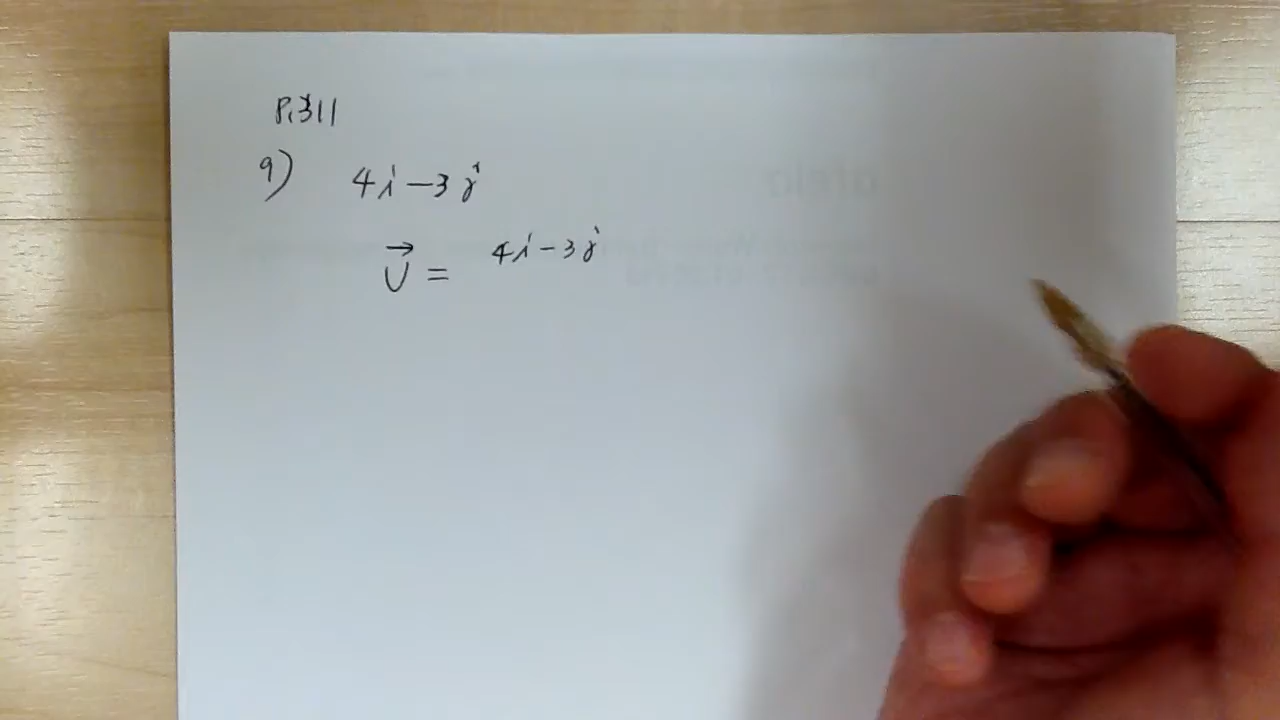 P.311
9) 4i-3j
→
U = 4i-3j